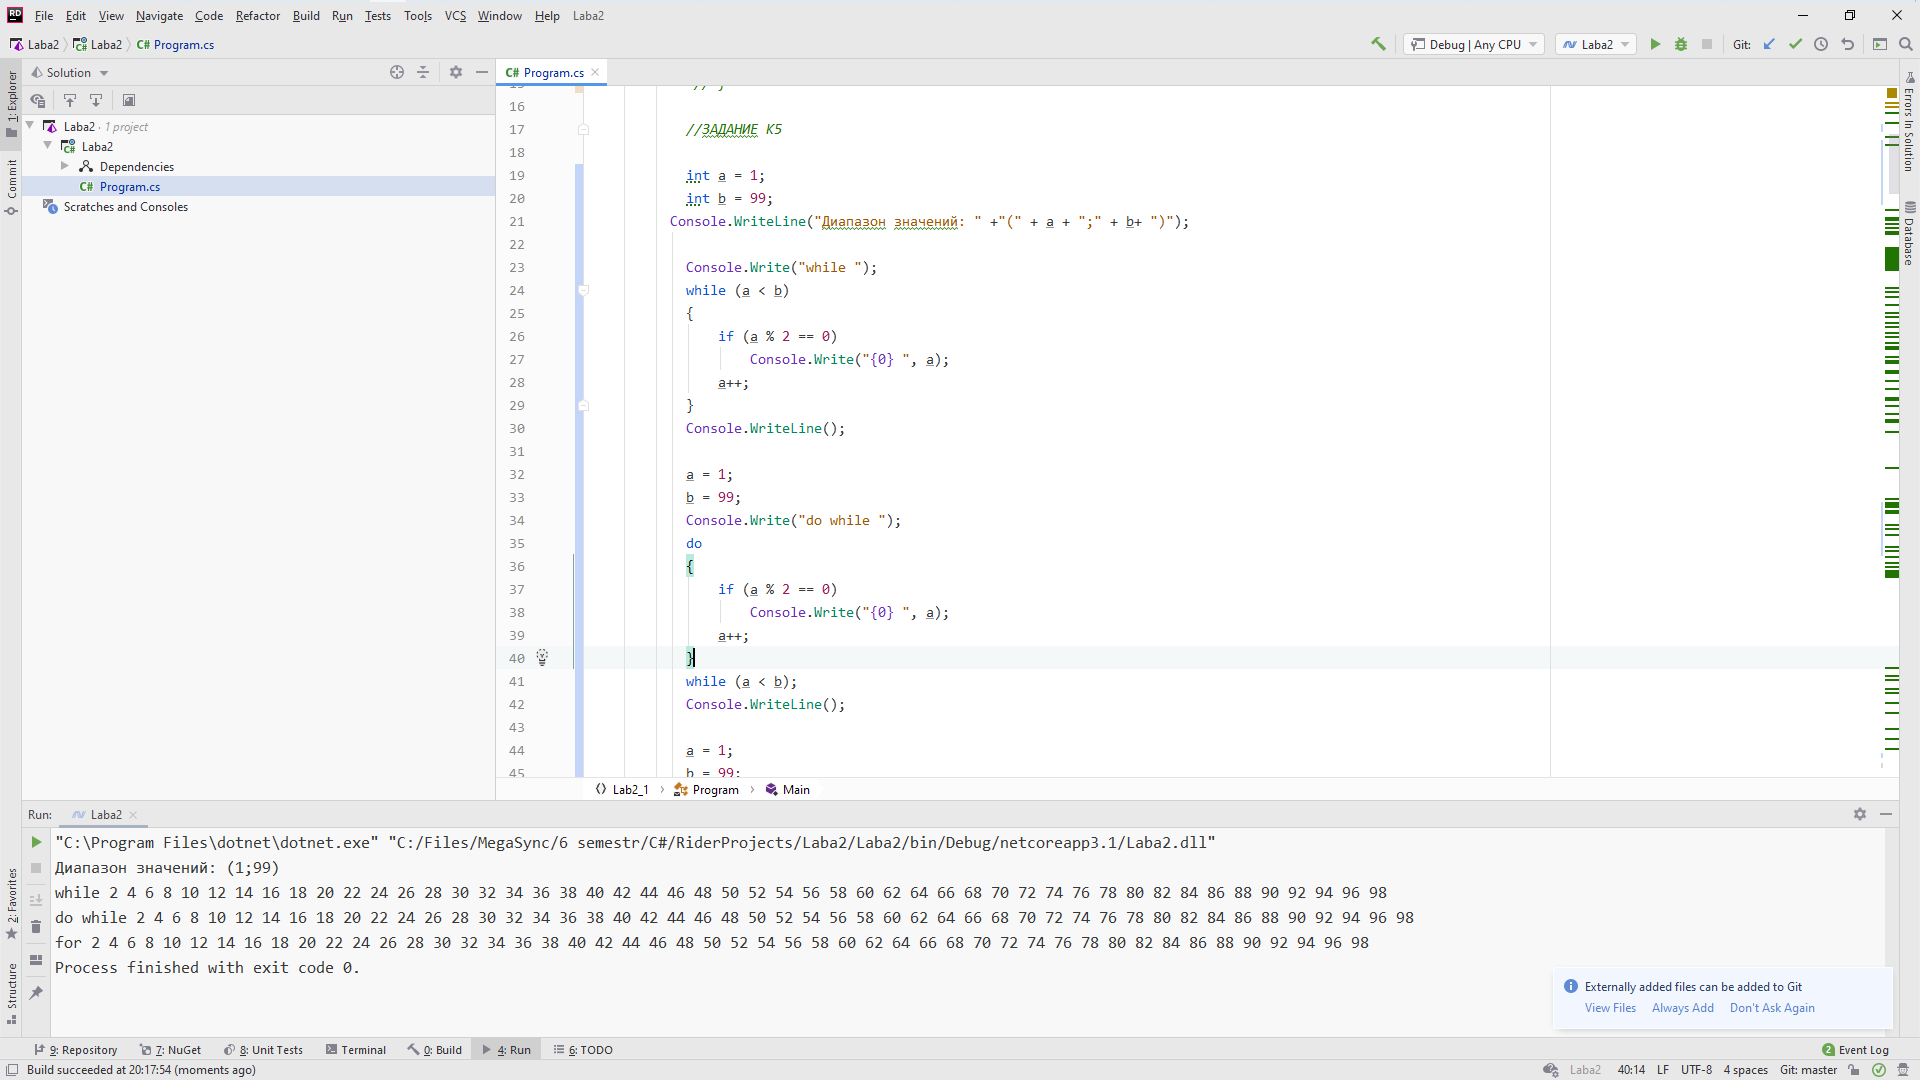 File Edit View Navigate Code Refactor Build Run Tests Tools VCS Window Help Laba2
Laba2 Laba2 C# Program.cs
Debug | Any CPU Laba2 Git:
Solution
C# Program.cs
1: Explorer
Commit
2: Favorites
Structure
Errors In Solution
Database
Laba2 · 1 project
Laba2
Dependencies
C# Program.cs
Scratches and Consoles
16
17 //ЗАДАНИЕ К5
18
19 int a = 1;
20 int b = 99;
21 Console.WriteLine("Диапазон значений: " +"(" + a + ";" + b+ ")");
22
23 Console.Write("while ");
24 while (a < b)
25 {
26 if (a % 2 == 0)
27 Console.Write("{0} ", a);
28 a++;
29 }
30 Console.WriteLine();
31
32 a = 1;
33 b = 99;
34 Console.Write("do while ");
35 do
36 {
37 if (a % 2 == 0)
38 Console.Write("{0} ", a);
39 a++;
40 }
41 while (a < b);
42 Console.WriteLine();
43
44 a = 1;
45 b = 99;
Lab2_1 Program Main
Run: Laba2
"C:\Program Files\dotnet\dotnet.exe" "C:/Files/MegaSync/6 semestr/C#/RiderProjects/Laba2/Laba2/bin/Debug/netcoreapp3.1/Laba2.dll"
Диапазон значений: (1;99)
while 2 4 6 8 10 12 14 16 18 20 22 24 26 28 30 32 34 36 38 40 42 44 46 48 50 52 54 56 58 60 62 64 66 68 70 72 74 76 78 80 82 84 86 88 90 92 94 96 98
do while 2 4 6 8 10 12 14 16 18 20 22 24 26 28 30 32 34 36 38 40 42 44 46 48 50 52 54 56 58 60 62 64 66 68 70 72 74 76 78 80 82 84 86 88 90 92 94 96 98
for 2 4 6 8 10 12 14 16 18 20 22 24 26 28 30 32 34 36 38 40 42 44 46 48 50 52 54 56 58 60 62 64 66 68 70 72 74 76 78 80 82 84 86 88 90 92 94 96 98
Process finished with exit code 0.
Externally added files can be added to Git
View Files Always Add Don't Ask Again
9: Repository 7: NuGet 8: Unit Tests Terminal 0: Build 4: Run 6: TODO 2 Event Log
Build succeeded at 20:17:54 (moments ago) Laba2 40:14 LF UTF-8 4 spaces Git: master